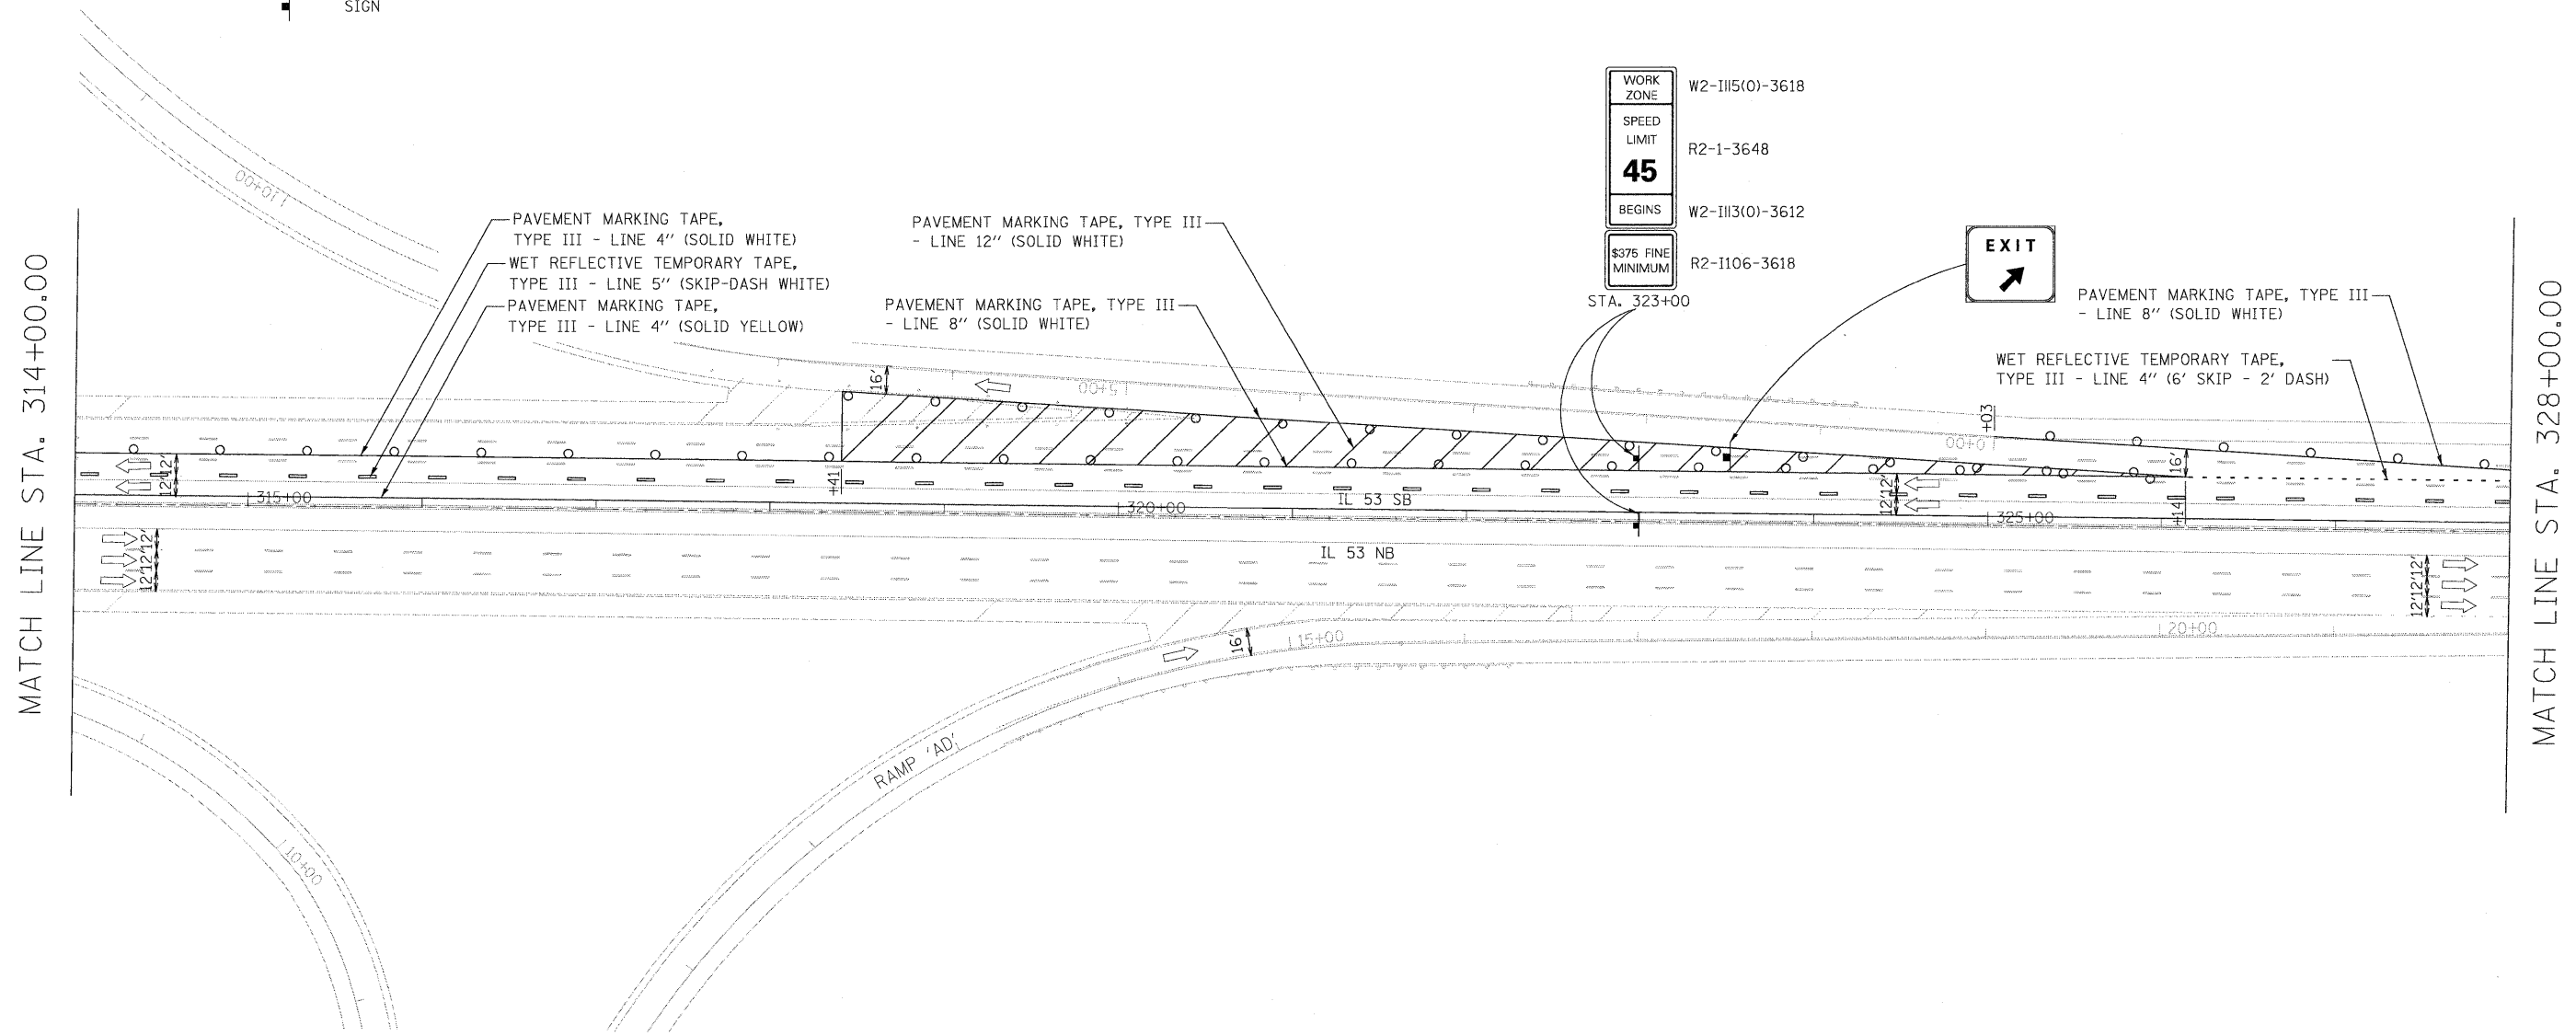 SIGN
WORK
ZONE
W2-I115(O)-3618
SPEED
LIMIT
45
R2-1-3648
BEGINS
W2-I113(O)-3612
$375 FINE
MINIMUM
R2-I106-3618
STA. 323+00
EXIT
PAVEMENT MARKING TAPE,
TYPE III - LINE 4" (SOLID WHITE)
WET REFLECTIVE TEMPORARY TAPE,
TYPE III - LINE 5" (SKIP-DASH WHITE)
PAVEMENT MARKING TAPE,
TYPE III - LINE 4" (SOLID YELLOW)
PAVEMENT MARKING TAPE, TYPE III
- LINE 12" (SOLID WHITE)
PAVEMENT MARKING TAPE, TYPE III
- LINE 8" (SOLID WHITE)
PAVEMENT MARKING TAPE, TYPE III
- LINE 8" (SOLID WHITE)
WET REFLECTIVE TEMPORARY TAPE,
TYPE III - LINE 4" (6' SKIP - 2' DASH)
MATCH LINE STA. 314+00.00
MATCH LINE STA. 328+00.00
110+00
16'
15+00
+03
10+00
16'
12'12'
+41
12'12'
+14
315+00
320+00
IL 53 SB
325+00
12'12'12'
IL 53 NB
12'12'12'
16'
15+00
20+00
RAMP 'AD'
10+00